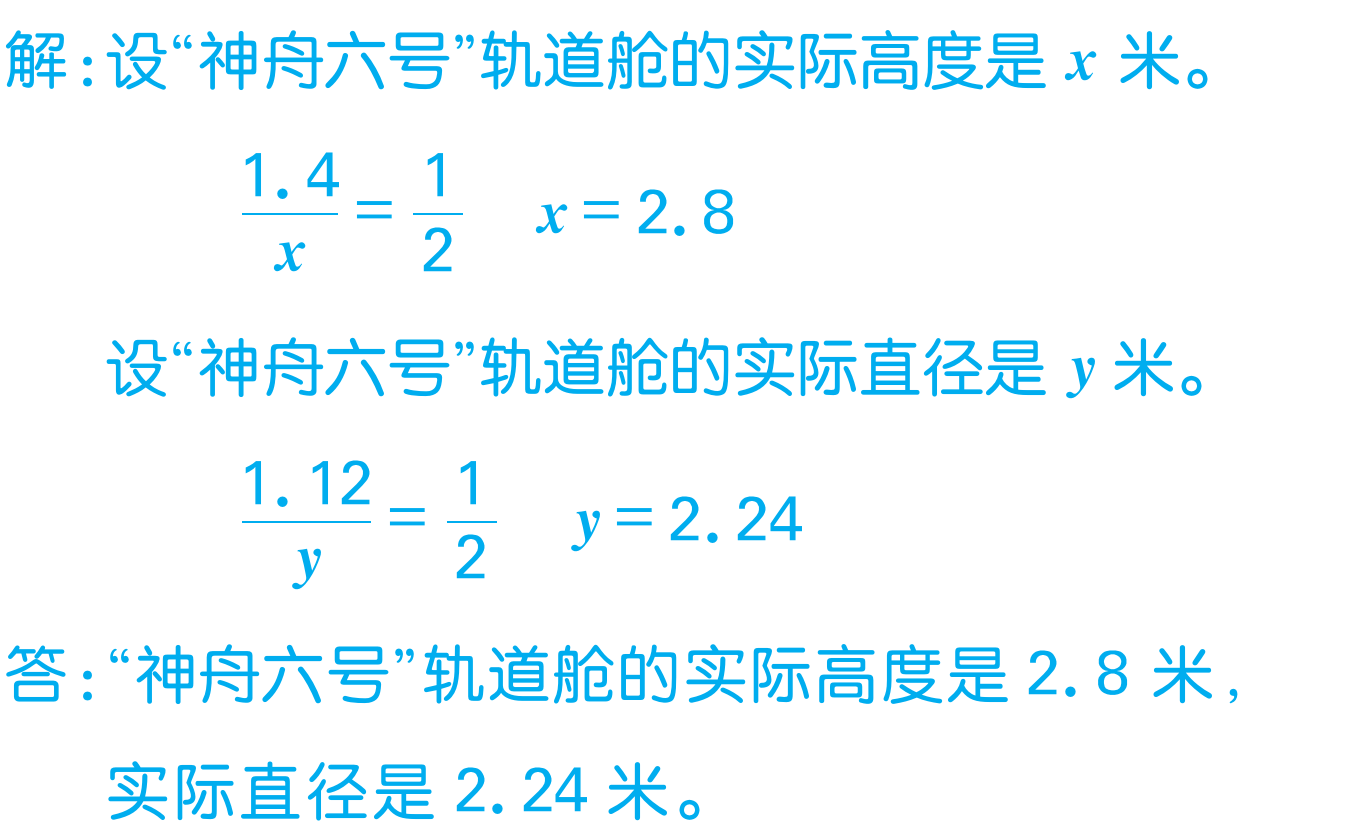 解：设“神舟六号”轨道舱的实际高度是 x 米。
1.4/x = 1/2  x = 2.8
设“神舟六号”轨道舱的实际直径是 y 米。
1.12/y = 1/2  y = 2.24
答：“神舟六号”轨道舱的实际高度是 2.8 米，
实际直径是 2.24 米。